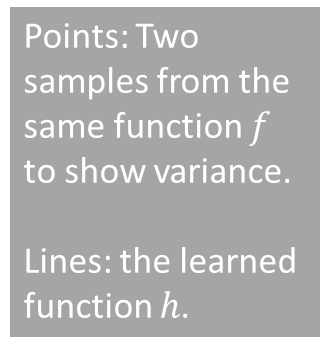 Points: Two
samples from the
same function f
to show variance.
Lines: the learned
function h.